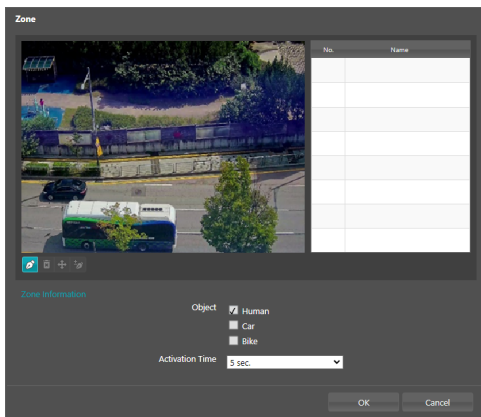 Zone
No. Name
Zone Information
Object Human
Car
Bike
Activation Time 5 sec.
OK Cancel